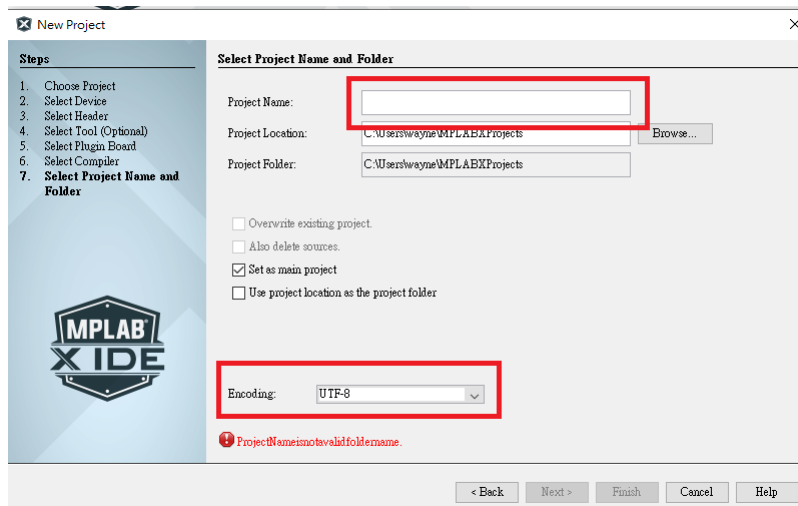 New Project
Steps
1. Choose Project
2. Select Device
3. Select Header
4. Select Tool (Optional)
5. Select Plugin Board
6. Select Compiler
7. Select Project Name and
Folder
MPLAB
X IDE
Select Project Name and Folder
Project Name:
Project Location: C:\Users\wayne\MPLABXProjects Browse...
Project Folder: C:\Users\wayne\MPLABXProjects
Overwrite existing project.
Also delete sources.
Set as main project
Use project location as the project folder
Encoding: UTF-8
ProjectNameisnotavalidfoldername.
< Back Next > Finish Cancel Help